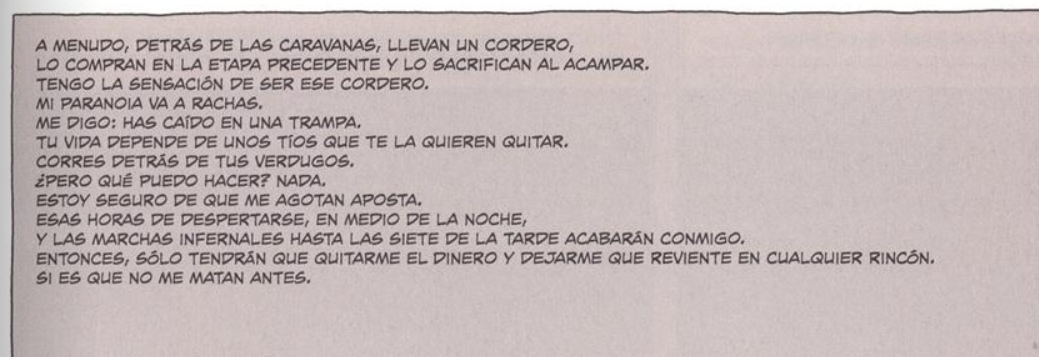 A MENUDO, DETRÁS DE LAS CARAVANAS, LLEVAN UN CORDERO,
LO COMPRAN EN LA ETAPA PRECEDENTE Y LO SACRIFICAN AL ACAMPAR.
TENGO LA SENSACIÓN DE SER ESE CORDERO.
MI PARANOIA VA A RACHAS.
ME DIGO: HAS CAÍDO EN UNA TRAMPA.
TU VIDA DEPENDE DE UNOS TÍOS QUE TE LA QUIEREN QUITAR.
CORRES DETRÁS DE TUS VERDUGOS.
¿PERO QUÉ PUEDO HACER? NADA.
ESTOY SEGURO DE QUE ME AGOTAN APOSTA.
ESAS HORAS DE DESPERTARSE, EN MEDIO DE LA NOCHE,
Y LAS MARCHAS INFERNALES HASTA LAS SIETE DE LA TARDE ACABARÁN CONMIGO.
ENTONCES, SÓLO TENDRÁN QUE QUITARME EL DINERO Y DEJARME QUE REVIENTE EN CUALQUIER RINCÓN.
SI ES QUE NO ME MATAN ANTES.